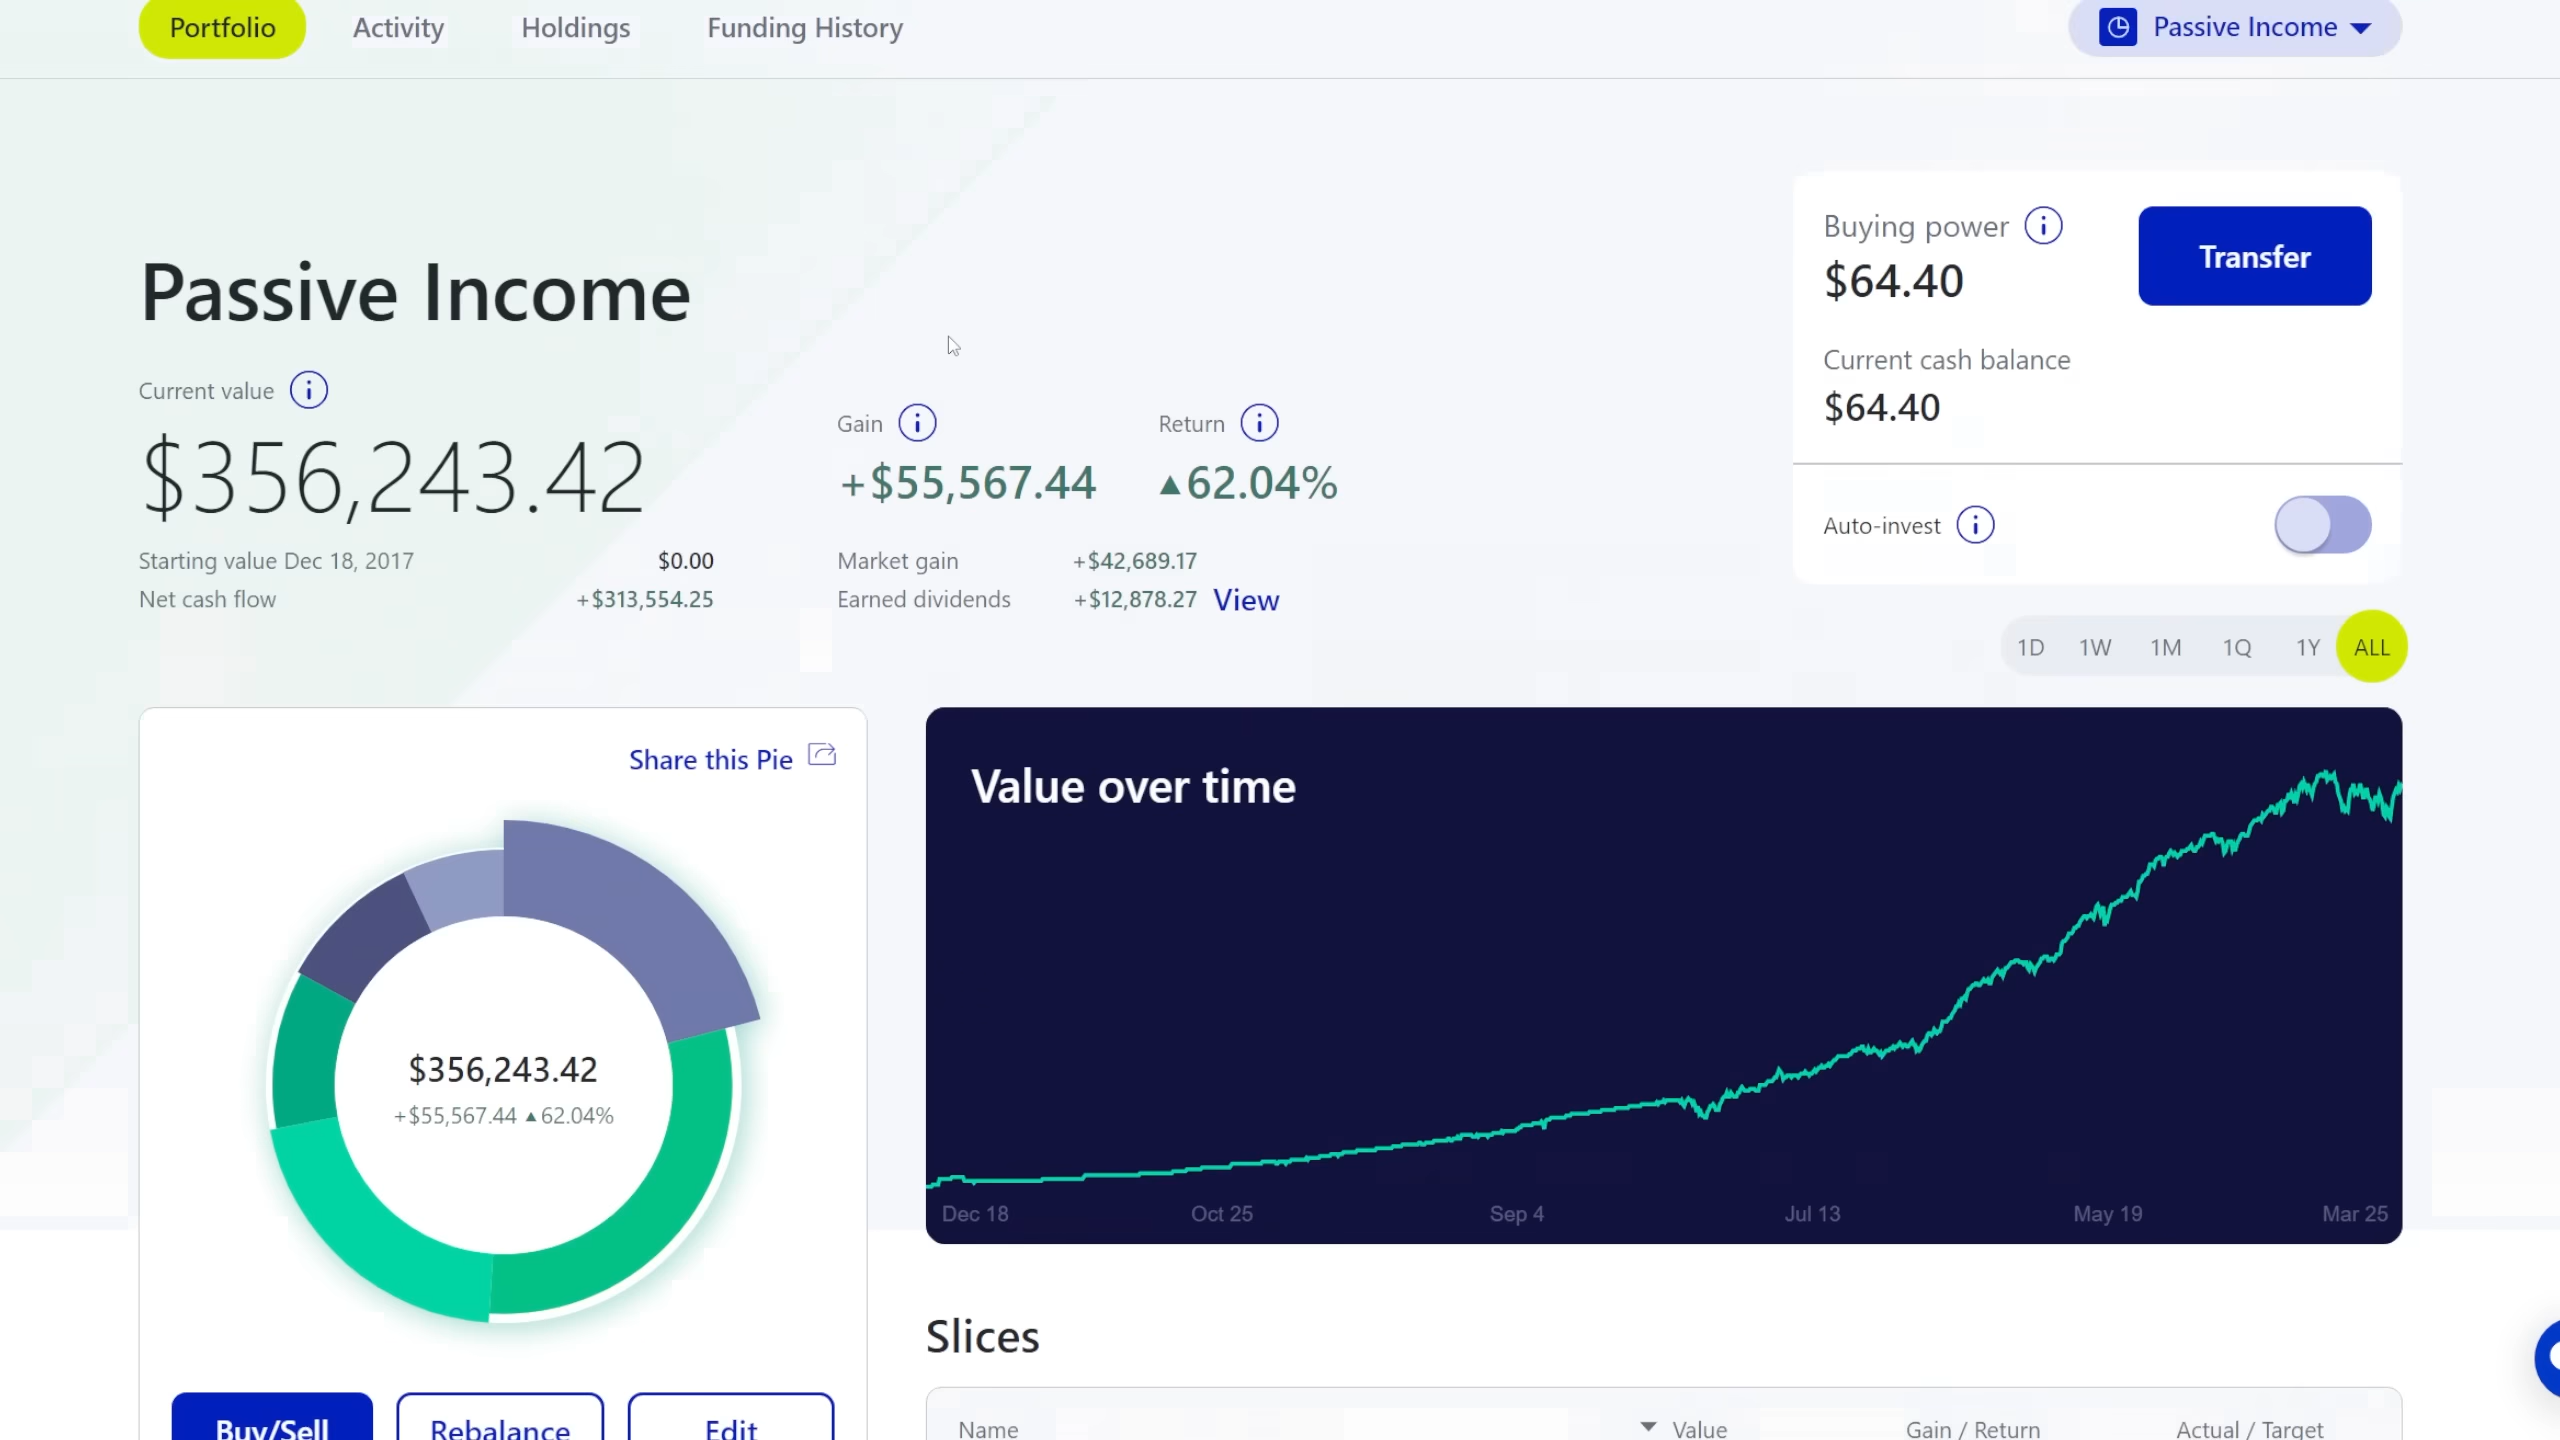 Portfolio Activity Holdings Funding History Passive Income
Passive Income
Current value
$356,243.42
Starting value Dec 18, 2017 $0.00
Net cash flow +$313,554.25
Gain Return
+$55,567.44 ▲62.04%
Market gain +$42,689.17
Earned dividends +$12,878.27 View
Buying power
$64.40
Transfer
Current cash balance
$64.40
Auto-invest
1D 1W 1M 1Q 1Y ALL
Share this Pie
$356,243.42
+$55,567.44 ▲62.04%
Buy/Sell Rebalance Edit
Value over time
Dec 18 Oct 25 Sep 4 Jul 13 May 19 Mar 25
Slices
Name Value Gain / Return Actual / Target